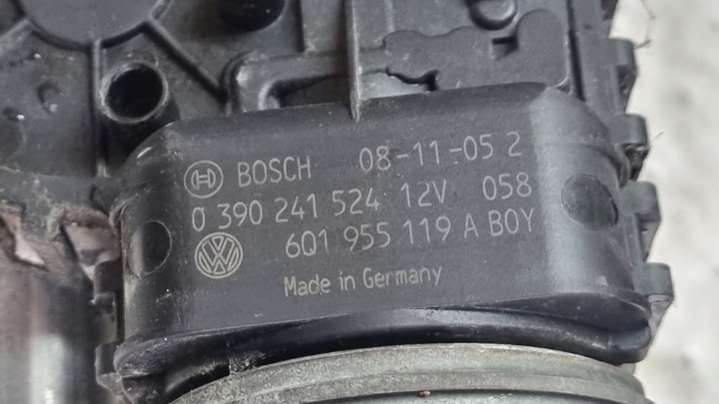 BOSCH 08-11-05 2
0 390 241 524 12V 058
6Q1 955 119 A BOY
Made in Germany